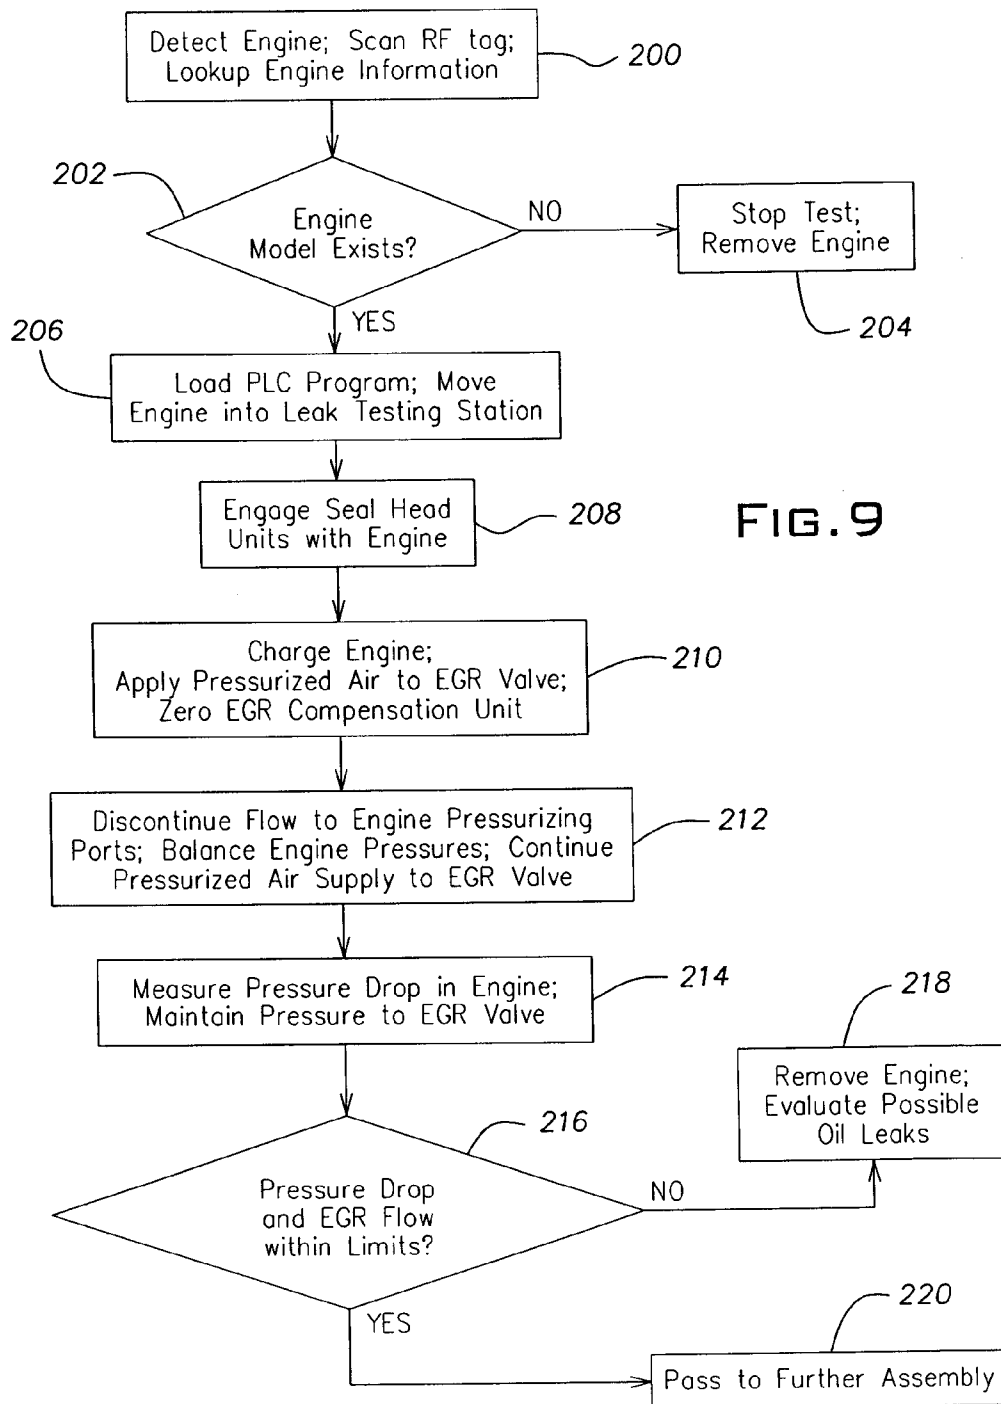 Detect Engine; Scan RF tag;
Lookup Engine Information
200
202
Engine
Model Exists?
NO
Stop Test;
Remove Engine
204
YES
206
Load PLC Program; Move
Engine into Leak Testing Station
Engage Seal Head
Units with Engine
208
FIG. 9
Charge Engine;
Apply Pressurized Air to EGR Valve;
Zero EGR Compensation Unit
210
Discontinue Flow to Engine Pressurizing
Ports; Balance Engine Pressures; Continue
Pressurized Air Supply to EGR Valve
212
Measure Pressure Drop in Engine;
Maintain Pressure to EGR Valve
214
218
Remove Engine;
Evaluate Possible
Oil Leaks
216
Pressure Drop
and EGR Flow
within Limits?
NO
YES
220
Pass to Further Assembly